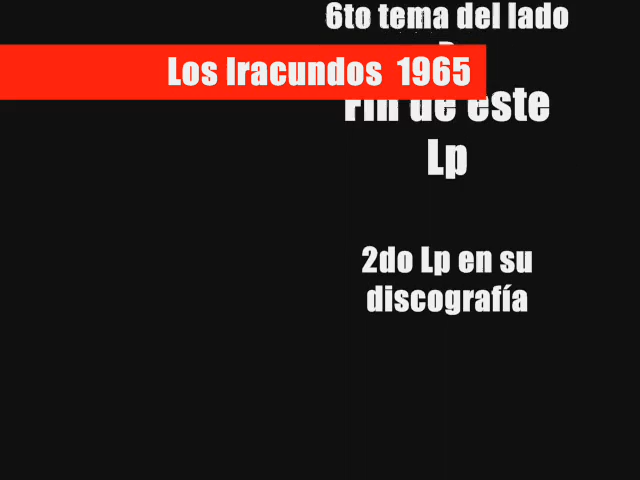 6to tema del lado
Los Iracundos 1965
Fin de este
Lp
2do Lp en su
discografía